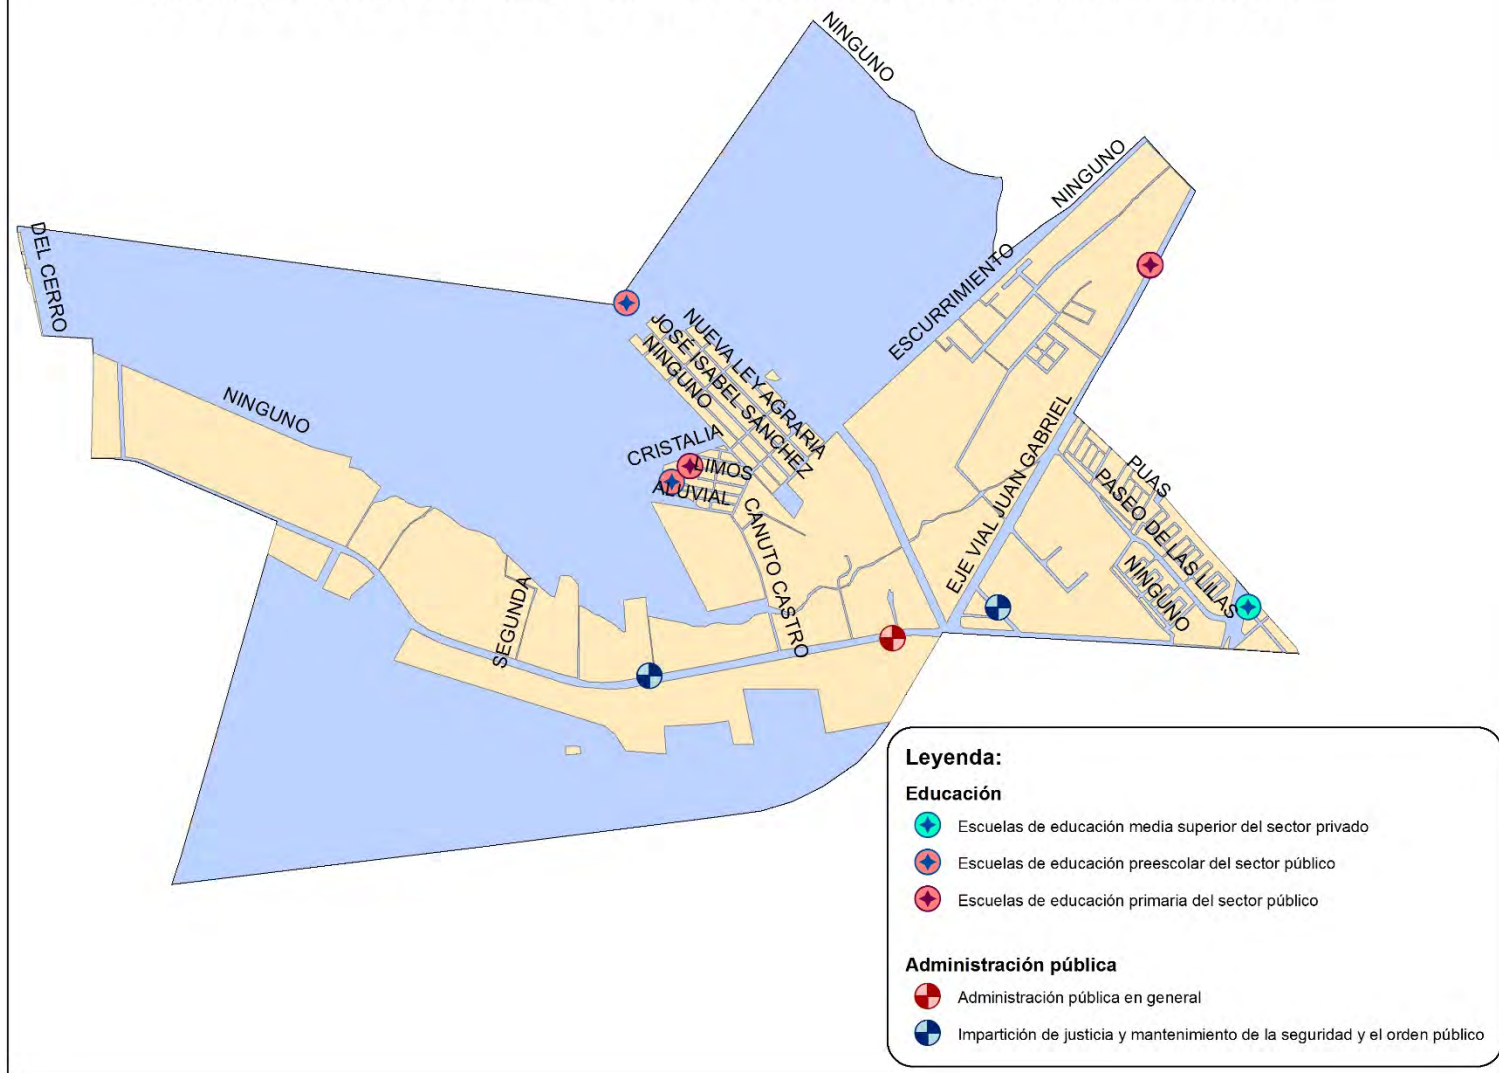 NINGUNO
NINGUNO
DEL CERRO
ESCURRIMIENTO
NUEVA LEY AGRARIA
JOSÉ ISABEL SÁNCHEZ
NINGUNO
NINGUNO
CRISTALIA
LIMOS
ALUVIAL
EJE VIAL JUAN GABRIEL
PUAS
PASEO DE LAS LILAS
NINGUNO
CANUTO CASTRO
SEGUNDA
Leyenda:
Educación
Escuelas de educación media superior del sector privado
Escuelas de educación preescolar del sector público
Escuelas de educación primaria del sector público
Administración pública
Administración pública en general
Impartición de justicia y mantenimiento de la seguridad y el orden público